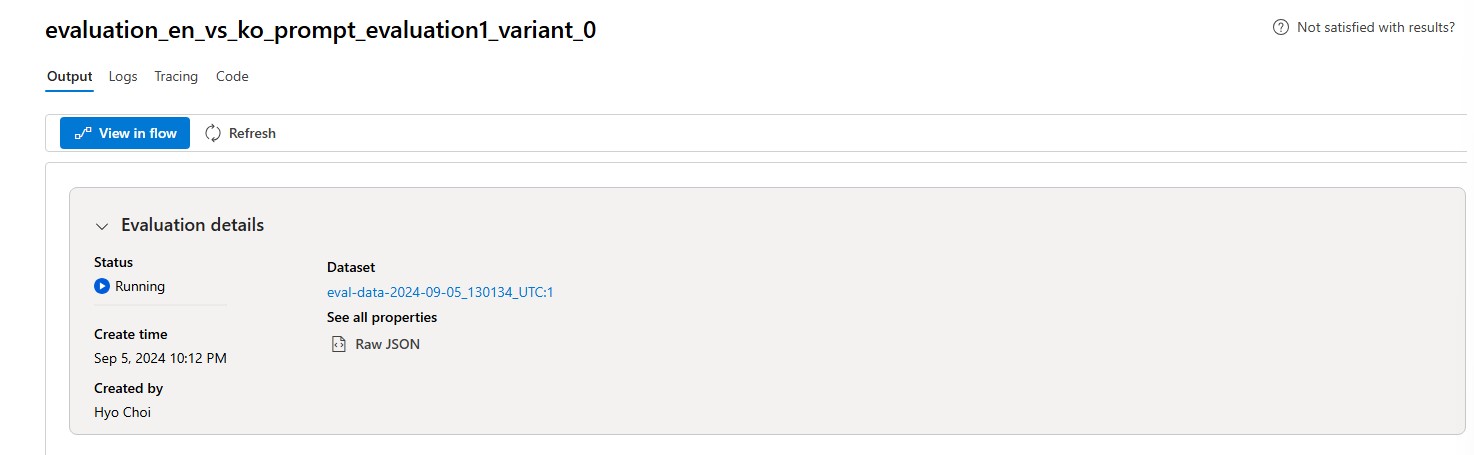 evaluation_en_vs_ko_prompt_evaluation1_variant_0
Not satisfied with results?
Output Logs Tracing Code
View in flow Refresh
Evaluation details
Status
Running
Create time
Sep 5, 2024 10:12 PM
Created by
Hyo Choi
Dataset
eval-data-2024-09-05_130134_UTC:1
See all properties
Raw JSON